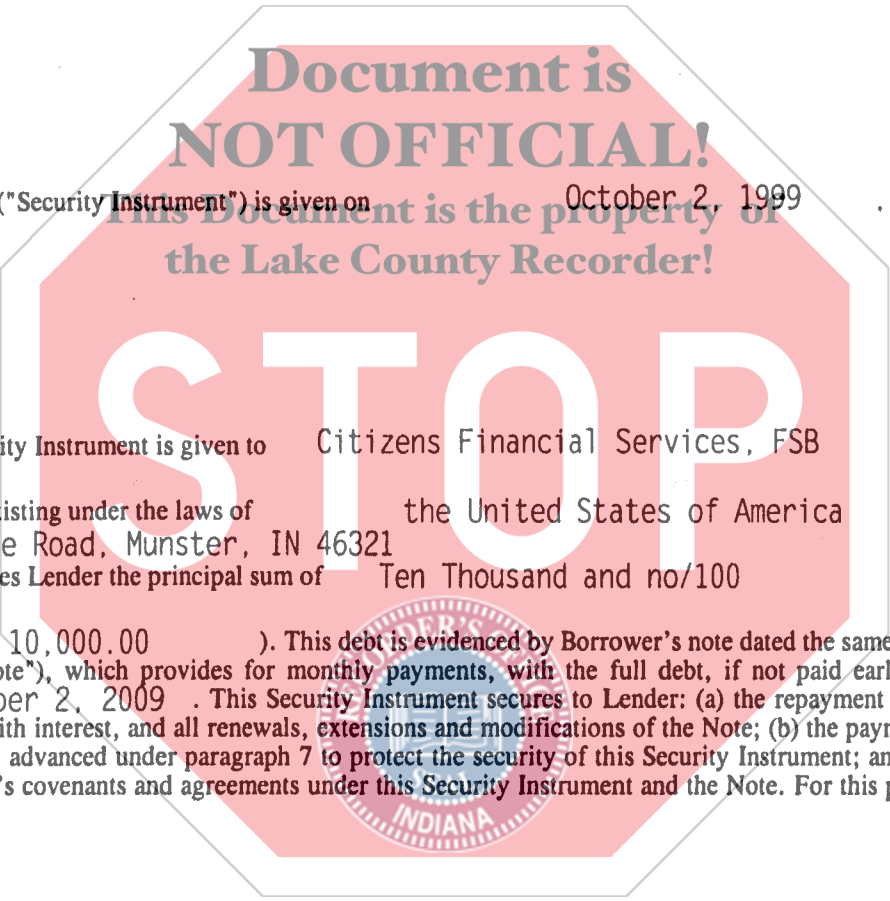 Document is
NOT OFFICIAL!
("Security Instrument") is given on October 2, 1999 .
This Document is the property of
the Lake County Recorder!
STOP
ity Instrument is given to Citizens Financial Services, FSB
isting under the laws of the United States of America
e Road, Munster, IN 46321
es Lender the principal sum of Ten Thousand and no/100
10,000.00 ). This debt is evidenced by Borrower's note dated the same
ote"), which provides for monthly payments, with the full debt, if not paid earl
ber 2, 2009 . This Security Instrument secures to Lender: (a) the repayment
ith interest, and all renewals, extensions and modifications of the Note; (b) the payn
advanced under paragraph 7 to protect the security of this Security Instrument; an
's covenants and agreements under this Security Instrument and the Note. For this p
RECORDER'S OFFICE
SEAL
INDIANA